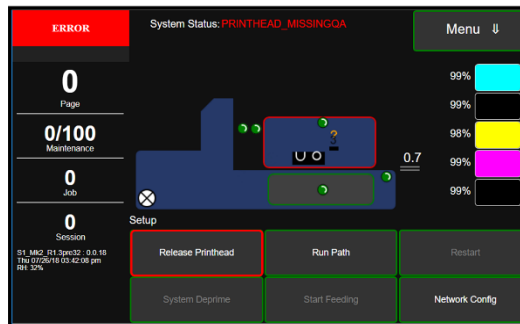 ERROR
System Status: PRINTHEAD_MISSINGQA
Menu ⇓
0
Page
0/100
Maintenance
0
Job
0
Session
S1_Mk2_R1.3pre32 : 0.0.18
Thu 07/26/18 03:42:08 pm
RH: 32%
99%
99%
98%
99%
99%
?
3
0.7
Setup
Release Printhead
Run Path
Restart
System Deprime
Start Feeding
Network Config